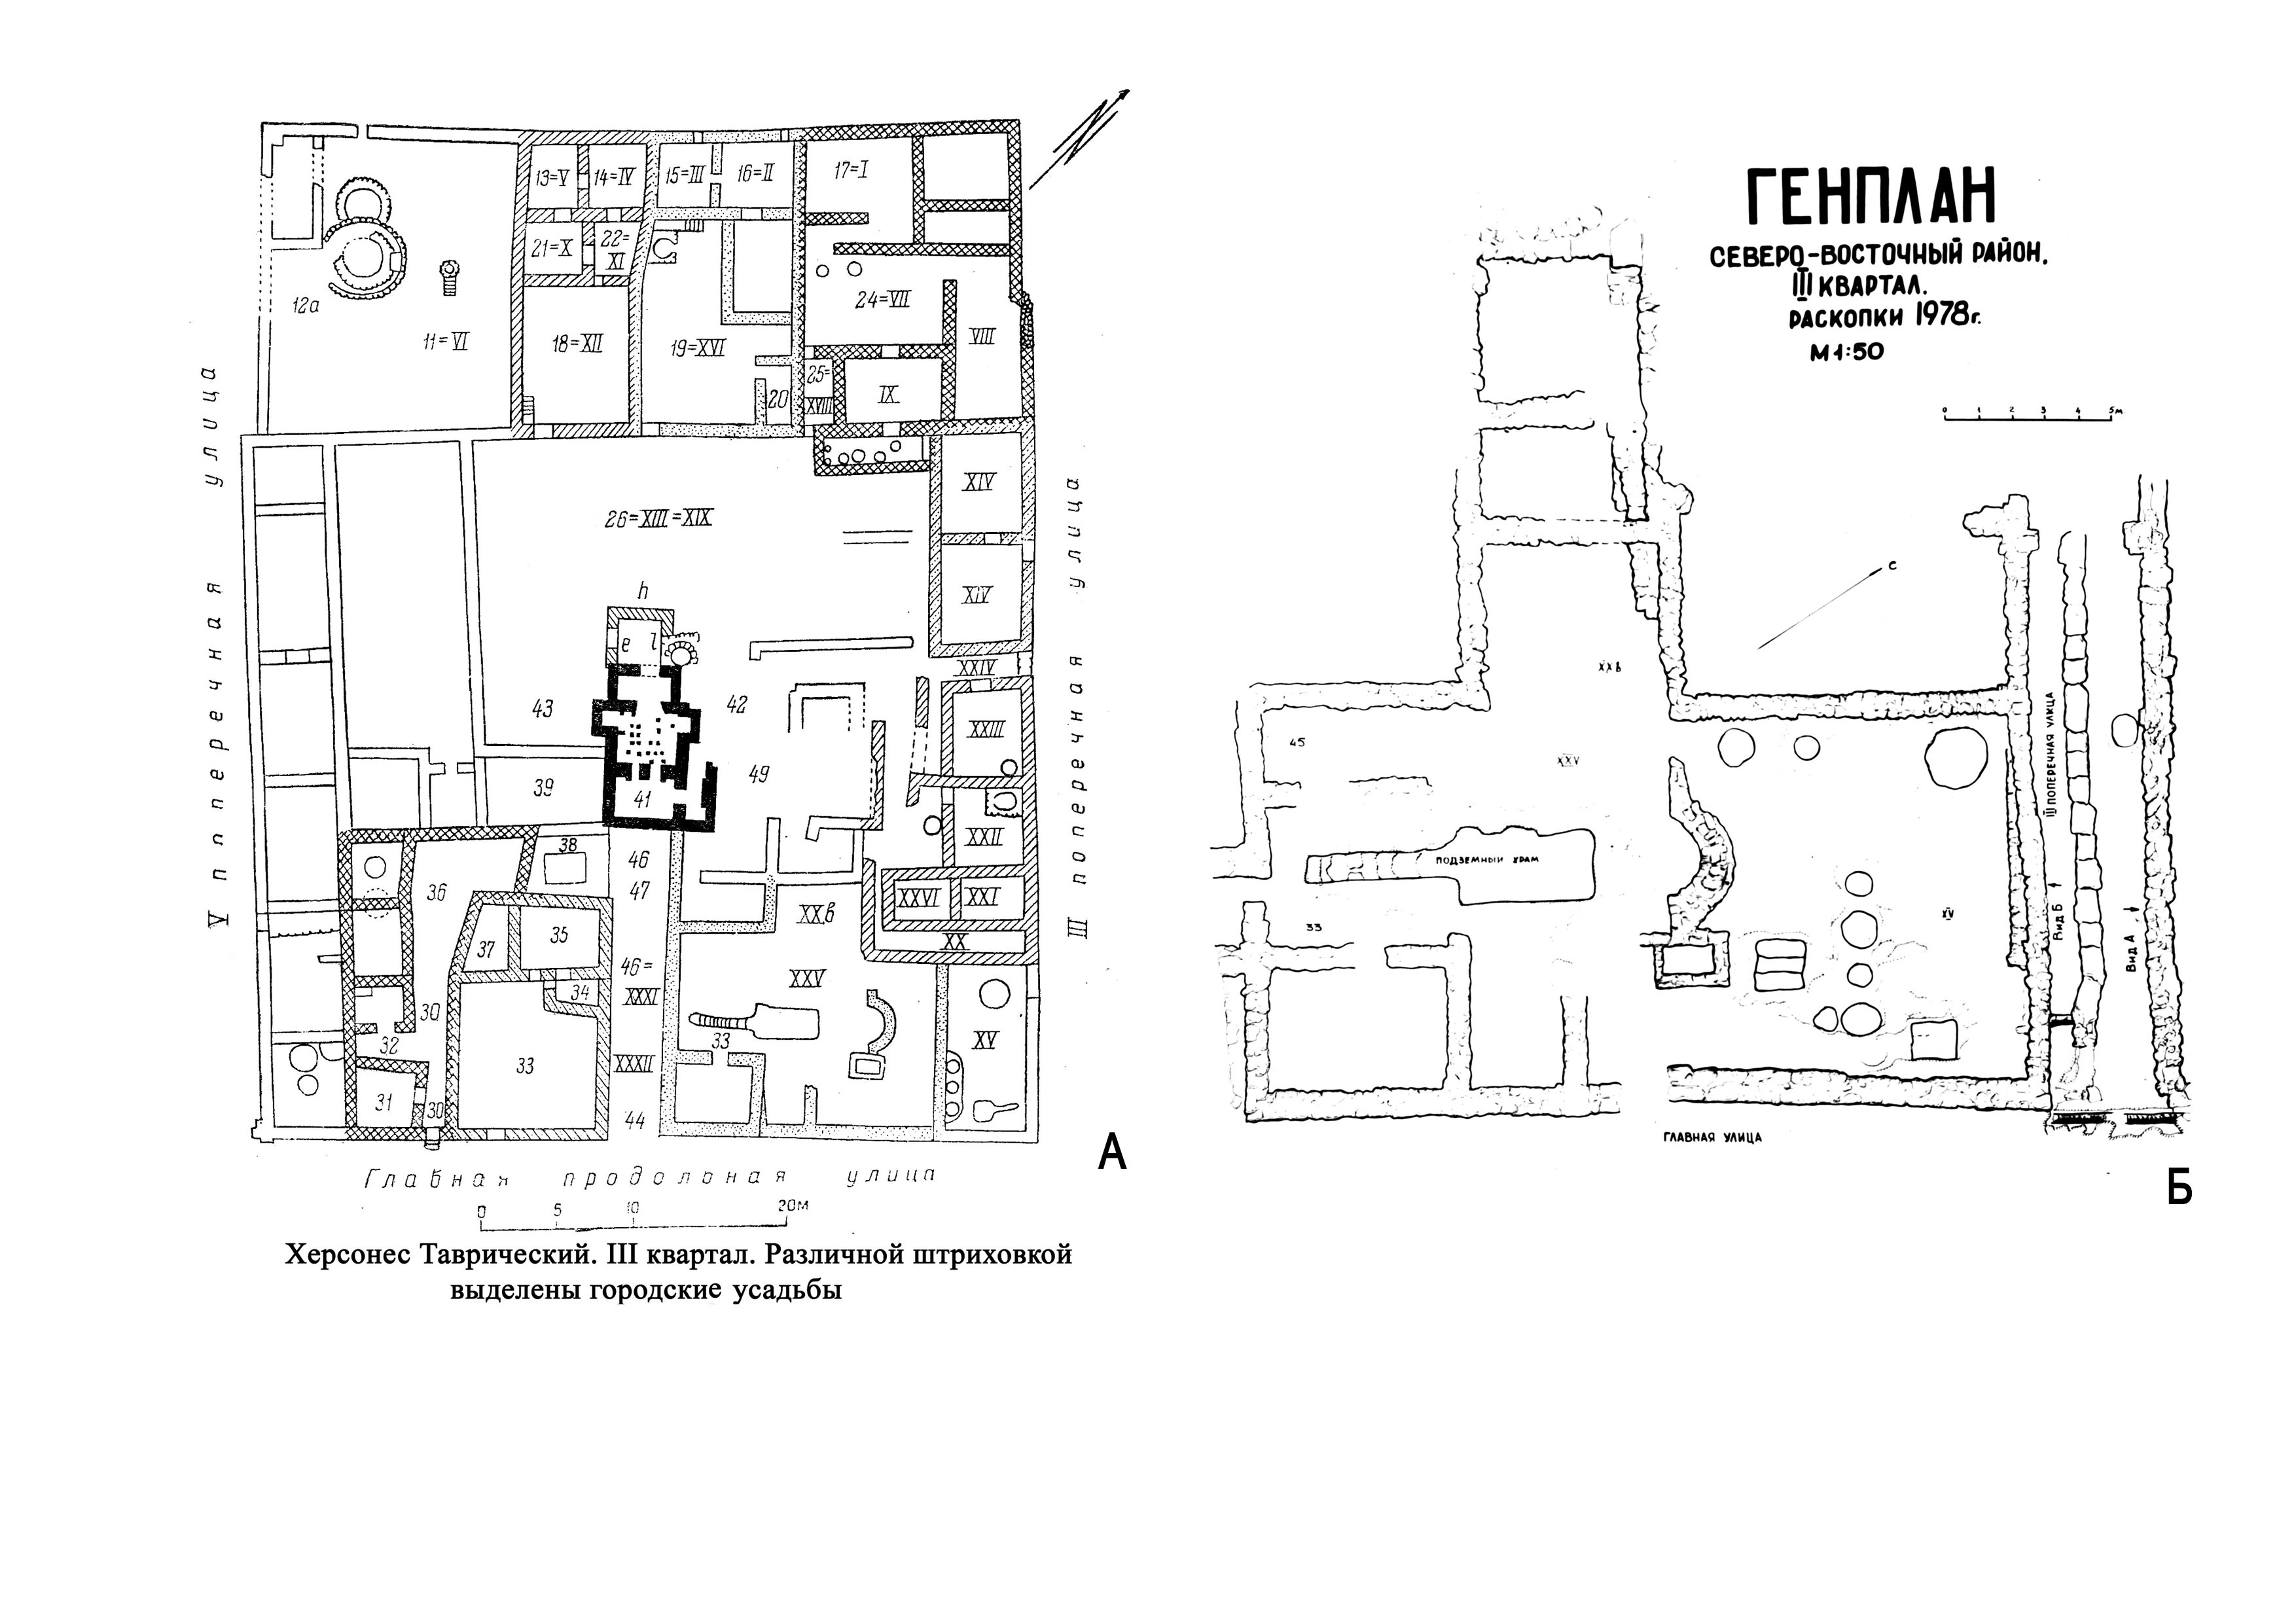 13=V
14=IV
15=III
16=II
17=I
21=X
22=
XI
12а
11=VI
18=XII
19=XVI
20
24=VII
VIII
25=
XVIII
IX
XIV
26=XIII=XIX
XIV
h
e
l
XXIV
43
42
XXIII
49
39
41
XXII
38
46
36
47
XXVI
XXI
XXв
37
35
XX
46=
XXV
34
XXXI
30
XV
32
33
33
XXXII
31
30
44
V поперечная улица
III поперечная улица
Главная продольная улица
0 5 10 20м
А
Херсонес Таврический. III квартал. Различной штриховкой
выделены городские усадьбы
ГЕНПЛАН
СЕВЕРО-ВОСТОЧНЫЙ РАЙОН.
III КВАРТАЛ.
РАСКОПКИ 1978г.
М 1:50
0 1 2 3 4 5м
с
XXв
45
XXV
III ПОПЕРЕЧНАЯ УЛИЦА
ПОДЗЕМНЫЙ ХРАМ
33
XV
Вид Б
Вид А
ГЛАВНАЯ УЛИЦА
Б